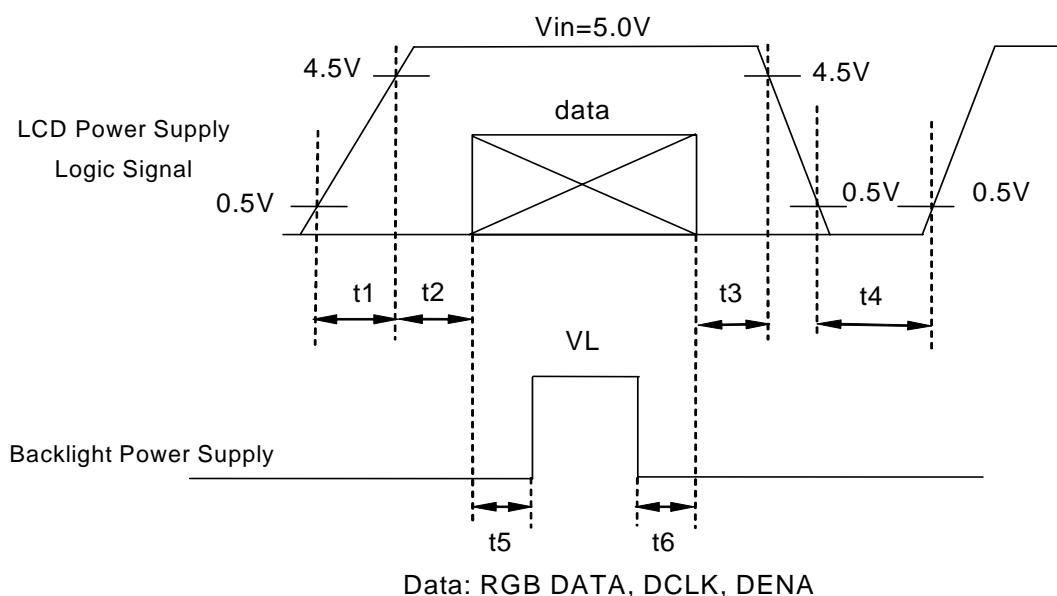 Vin=5.0V
4.5V
4.5V
data
LCD Power Supply
Logic Signal
0.5V
0.5V
0.5V
t1
t2
t3
t4
VL
Backlight Power Supply
t5
t6
Data: RGB DATA, DCLK, DENA